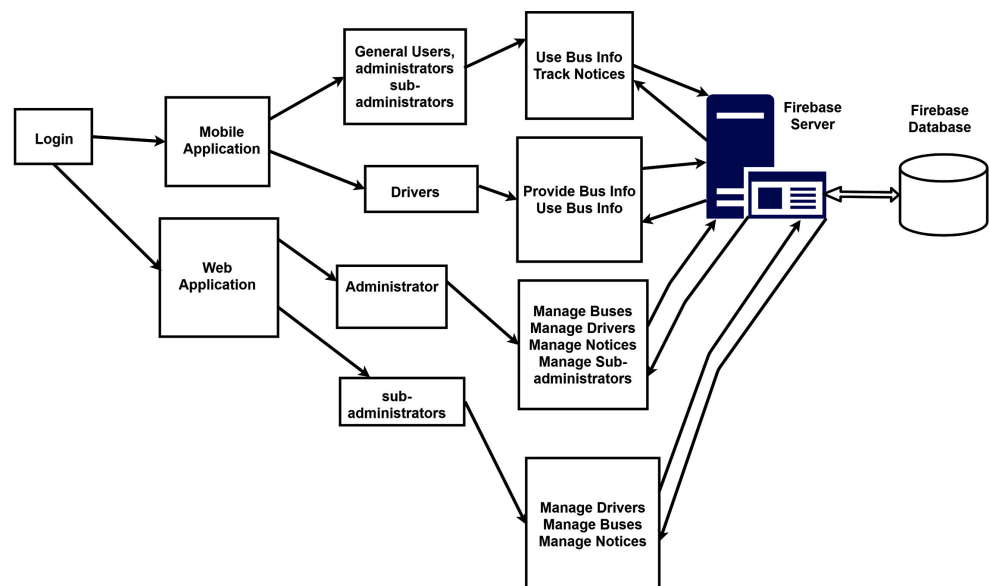 Login
Mobile
Application
General Users,
administrators
sub-
administrators
Use Bus Info
Track Notices
Drivers
Provide Bus Info
Use Bus Info
Firebase
Server
Firebase
Database
Web
Application
Administrator
Manage Buses
Manage Drivers
Manage Notices
Manage Sub-
administrators
sub-
administrators
Manage Drivers
Manage Buses
Manage Notices